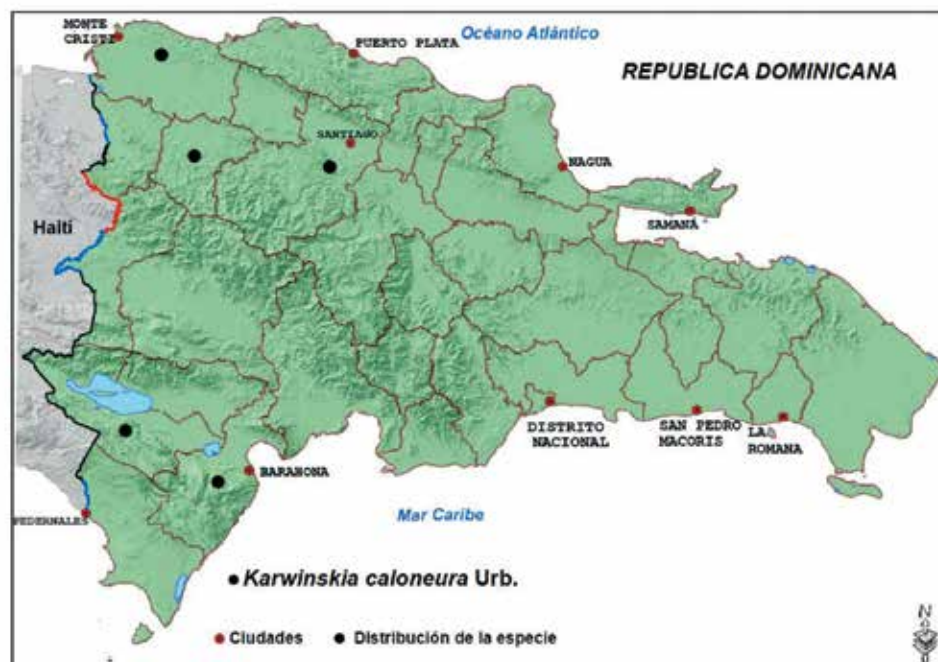 MONTE
CRISTI
Océano Atlántico
PUERTO PLATA
REPUBLICA DOMINICANA
SANTIAGO
NAGUA
Haití
SAMANÁ
DISTRITO
NACIONAL
SAN PEDRO
MACORIS
LA
ROMANA
BARAHONA
PEDERNALES
Mar Caribe
Karwinskia caloneura Urb.
Ciudades
Distribución de la especie
N